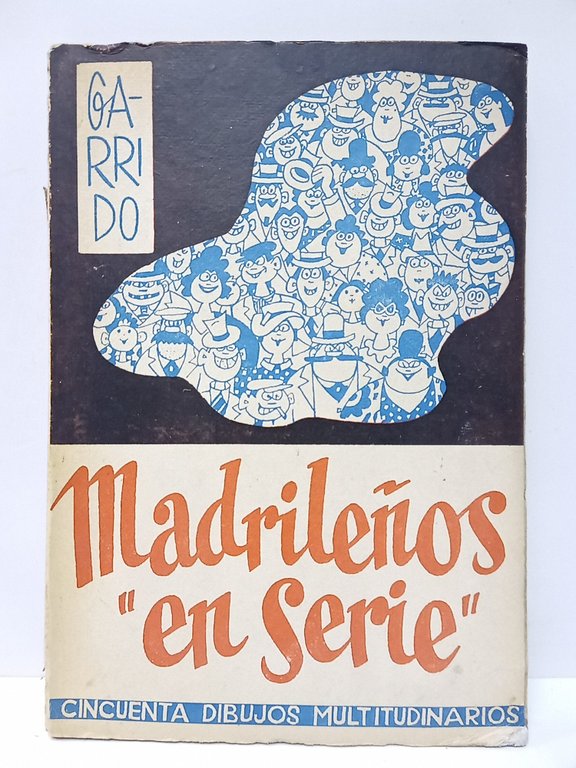 GA-
RRI
DO
Madrileños
"en Serie"
CINCUENTA DIBUJOS MULTITUDINARIOS